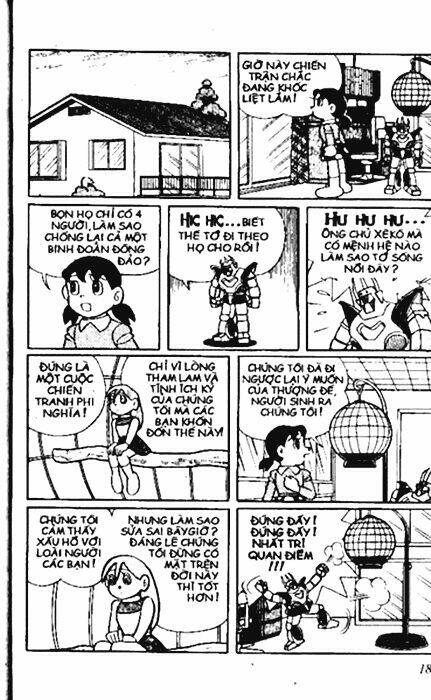 GIỜ NÀY CHIẾN
TRẬN CHẮC
ĐANG KHỐC
LIỆT LẮM!
BỌN HỌ CHỈ CÓ 4
NGƯỜI, LÀM SAO
CHỐNG LẠI CẢ MỘT
BINH ĐOÀN ĐÔNG
ĐẢO?
HIC HIC...BIẾT
THẾ TỚ ĐI THEO
HỌ CHO RỒI!
HU HU HU...
ÔNG CHỦ XÊKÔ MÀ
CÓ MỆNH HỆ NÀO
LÀM SAO TỚ SỐNG
NỔI ĐÂY?
ĐÚNG LÀ
MỘT CUỘC
CHIẾN
TRANH PHI
NGHĨA!
CHỈ VÌ LÒNG
THAM LAM VÀ
TÍNH ÍCH KỶ
CỦA CHÚNG
TÔI MÀ CÁC
BẠN KHỐN
ĐỐN THẾ NÀY!
CHÚNG TÔI ĐÃ ĐI
NGƯỢC LẠI Ý MUỐN
CỦA THƯỢNG ĐẾ,
NGƯỜI SINH RA
CHÚNG TÔI!
CHÚNG TÔI
CẢM THẤY
XẤU HỔ VỚI
LOÀI NGƯỜI
CÁC BẠN!
NHƯNG LÀM SAO
SỬA SAI BÂYGIỜ?
ĐÁNG LẼ CHÚNG
TÔI ĐỪNG CÓ
MẶT TRÊN
ĐỜI NÀY
THÌ TỐT
HƠN!
ĐÚNG ĐẤY!
ĐÚNG ĐẤY!
NHẤT TRÍ
QUAN ĐIỂM
!!!